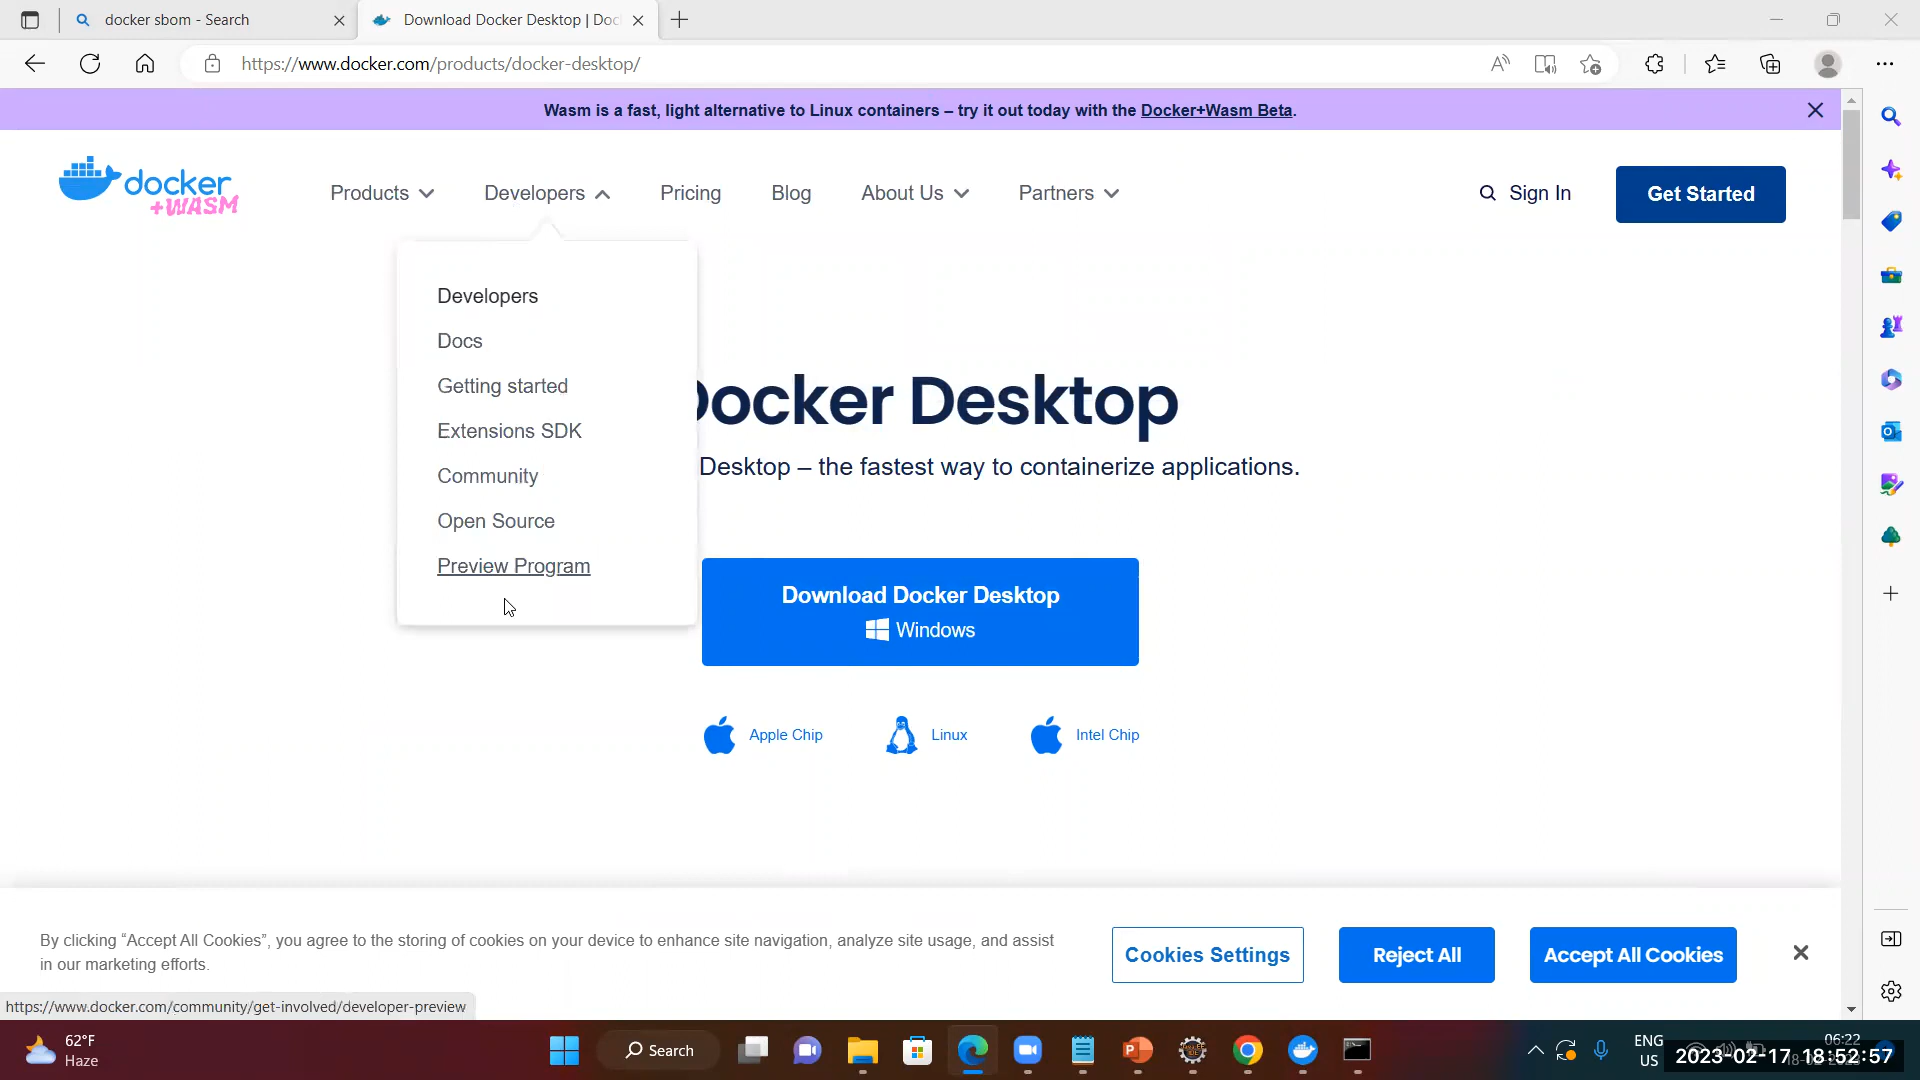 docker sbom - Search
Download Docker Desktop | Doc
https://www.docker.com/products/docker-desktop/
Wasm is a fast, light alternative to Linux containers – try it out today with the Docker+Wasm Beta.
docker
+WASM
Products
Developers
Pricing
Blog
About Us
Partners
Sign In
Get Started
Developers
Docs
Getting started
Extensions SDK
Community
Open Source
Preview Program
Docker Desktop
Desktop – the fastest way to containerize applications.
Download Docker Desktop
Windows
Apple Chip
Linux
Intel Chip
By clicking “Accept All Cookies”, you agree to the storing of cookies on your device to enhance site navigation, analyze site usage, and assist
in our marketing efforts.
Cookies Settings
Reject All
Accept All Cookies
https://www.docker.com/community/get-involved/developer-preview
62°F
Haze
Search
ENG
US
06:22
2023-02-17 18:52:57